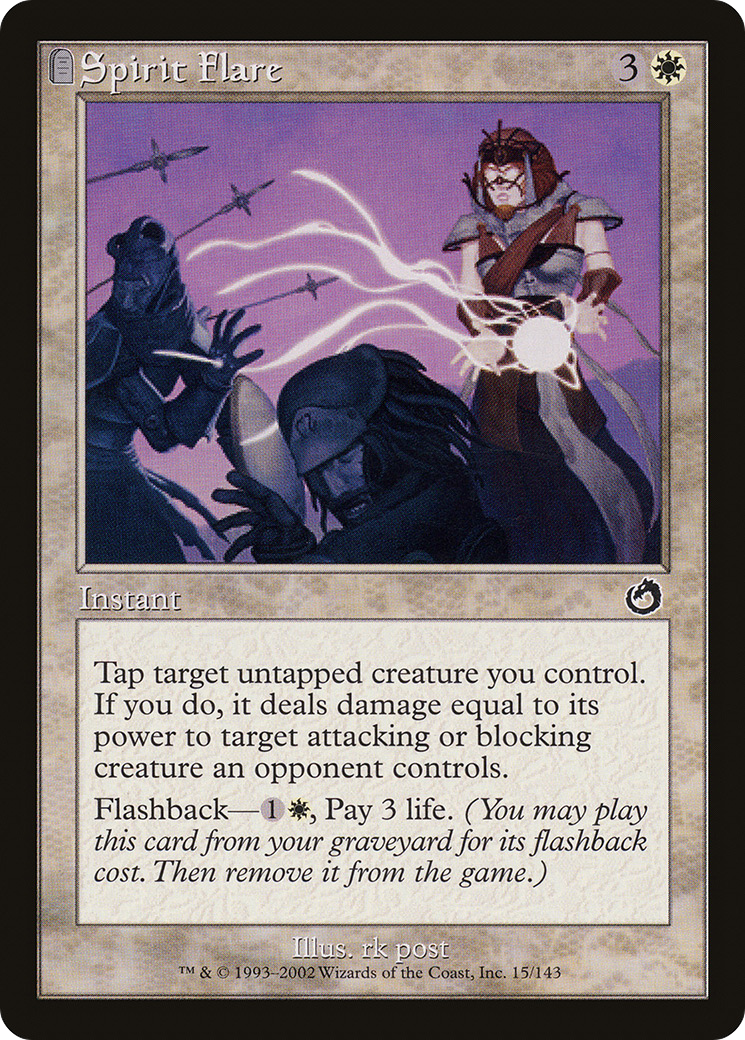 Spirit Flare 3
Instant
Tap target untapped creature you control.
If you do, it deals damage equal to its
power to target attacking or blocking
creature an opponent controls.
Flashback—1, Pay 3 life. (You may play
this card from your graveyard for its flashback
cost. Then remove it from the game.)
Illus. rk post
™ & © 1993–2002 Wizards of the Coast, Inc. 15/143